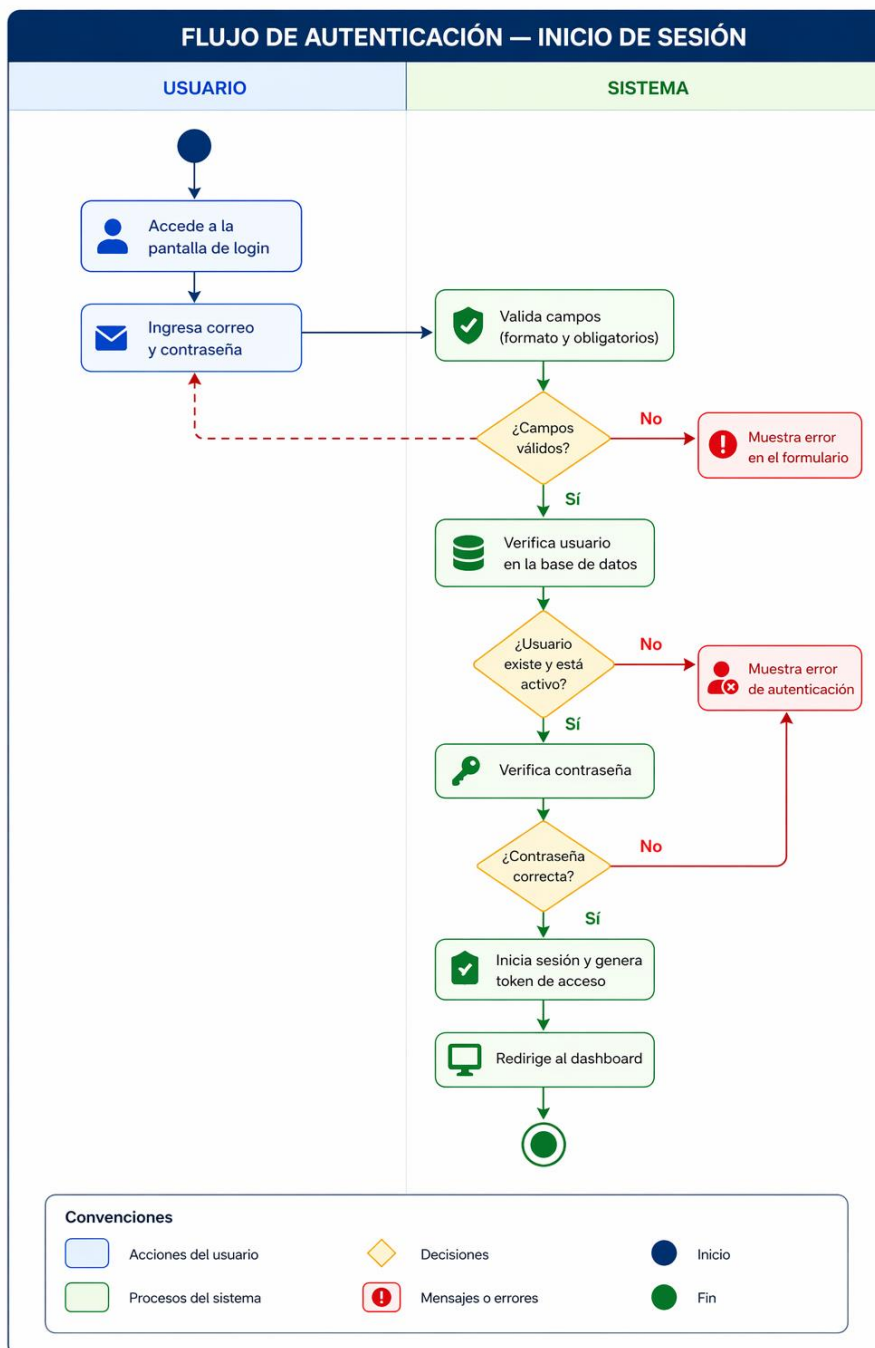 FLUJO DE AUTENTICACIÓN — INICIO DE SESIÓN
USUARIO
SISTEMA
Accede a la
pantalla de login
Ingresa correo
y contraseña
Valida campos
(formato y obligatorios)
¿Campos
válidos?
No
Muestra error
en el formulario
Sí
Verifica usuario
en la base de datos
¿Usuario
existe y está
activo?
No
Muestra error
de autenticación
Sí
Verifica contraseña
¿Contraseña
correcta?
No
Sí
Inicia sesión y genera
token de acceso
Redirige al dashboard
Convenciones
Acciones del usuario
Decisiones
Inicio
Procesos del sistema
Mensajes o errores
Fin